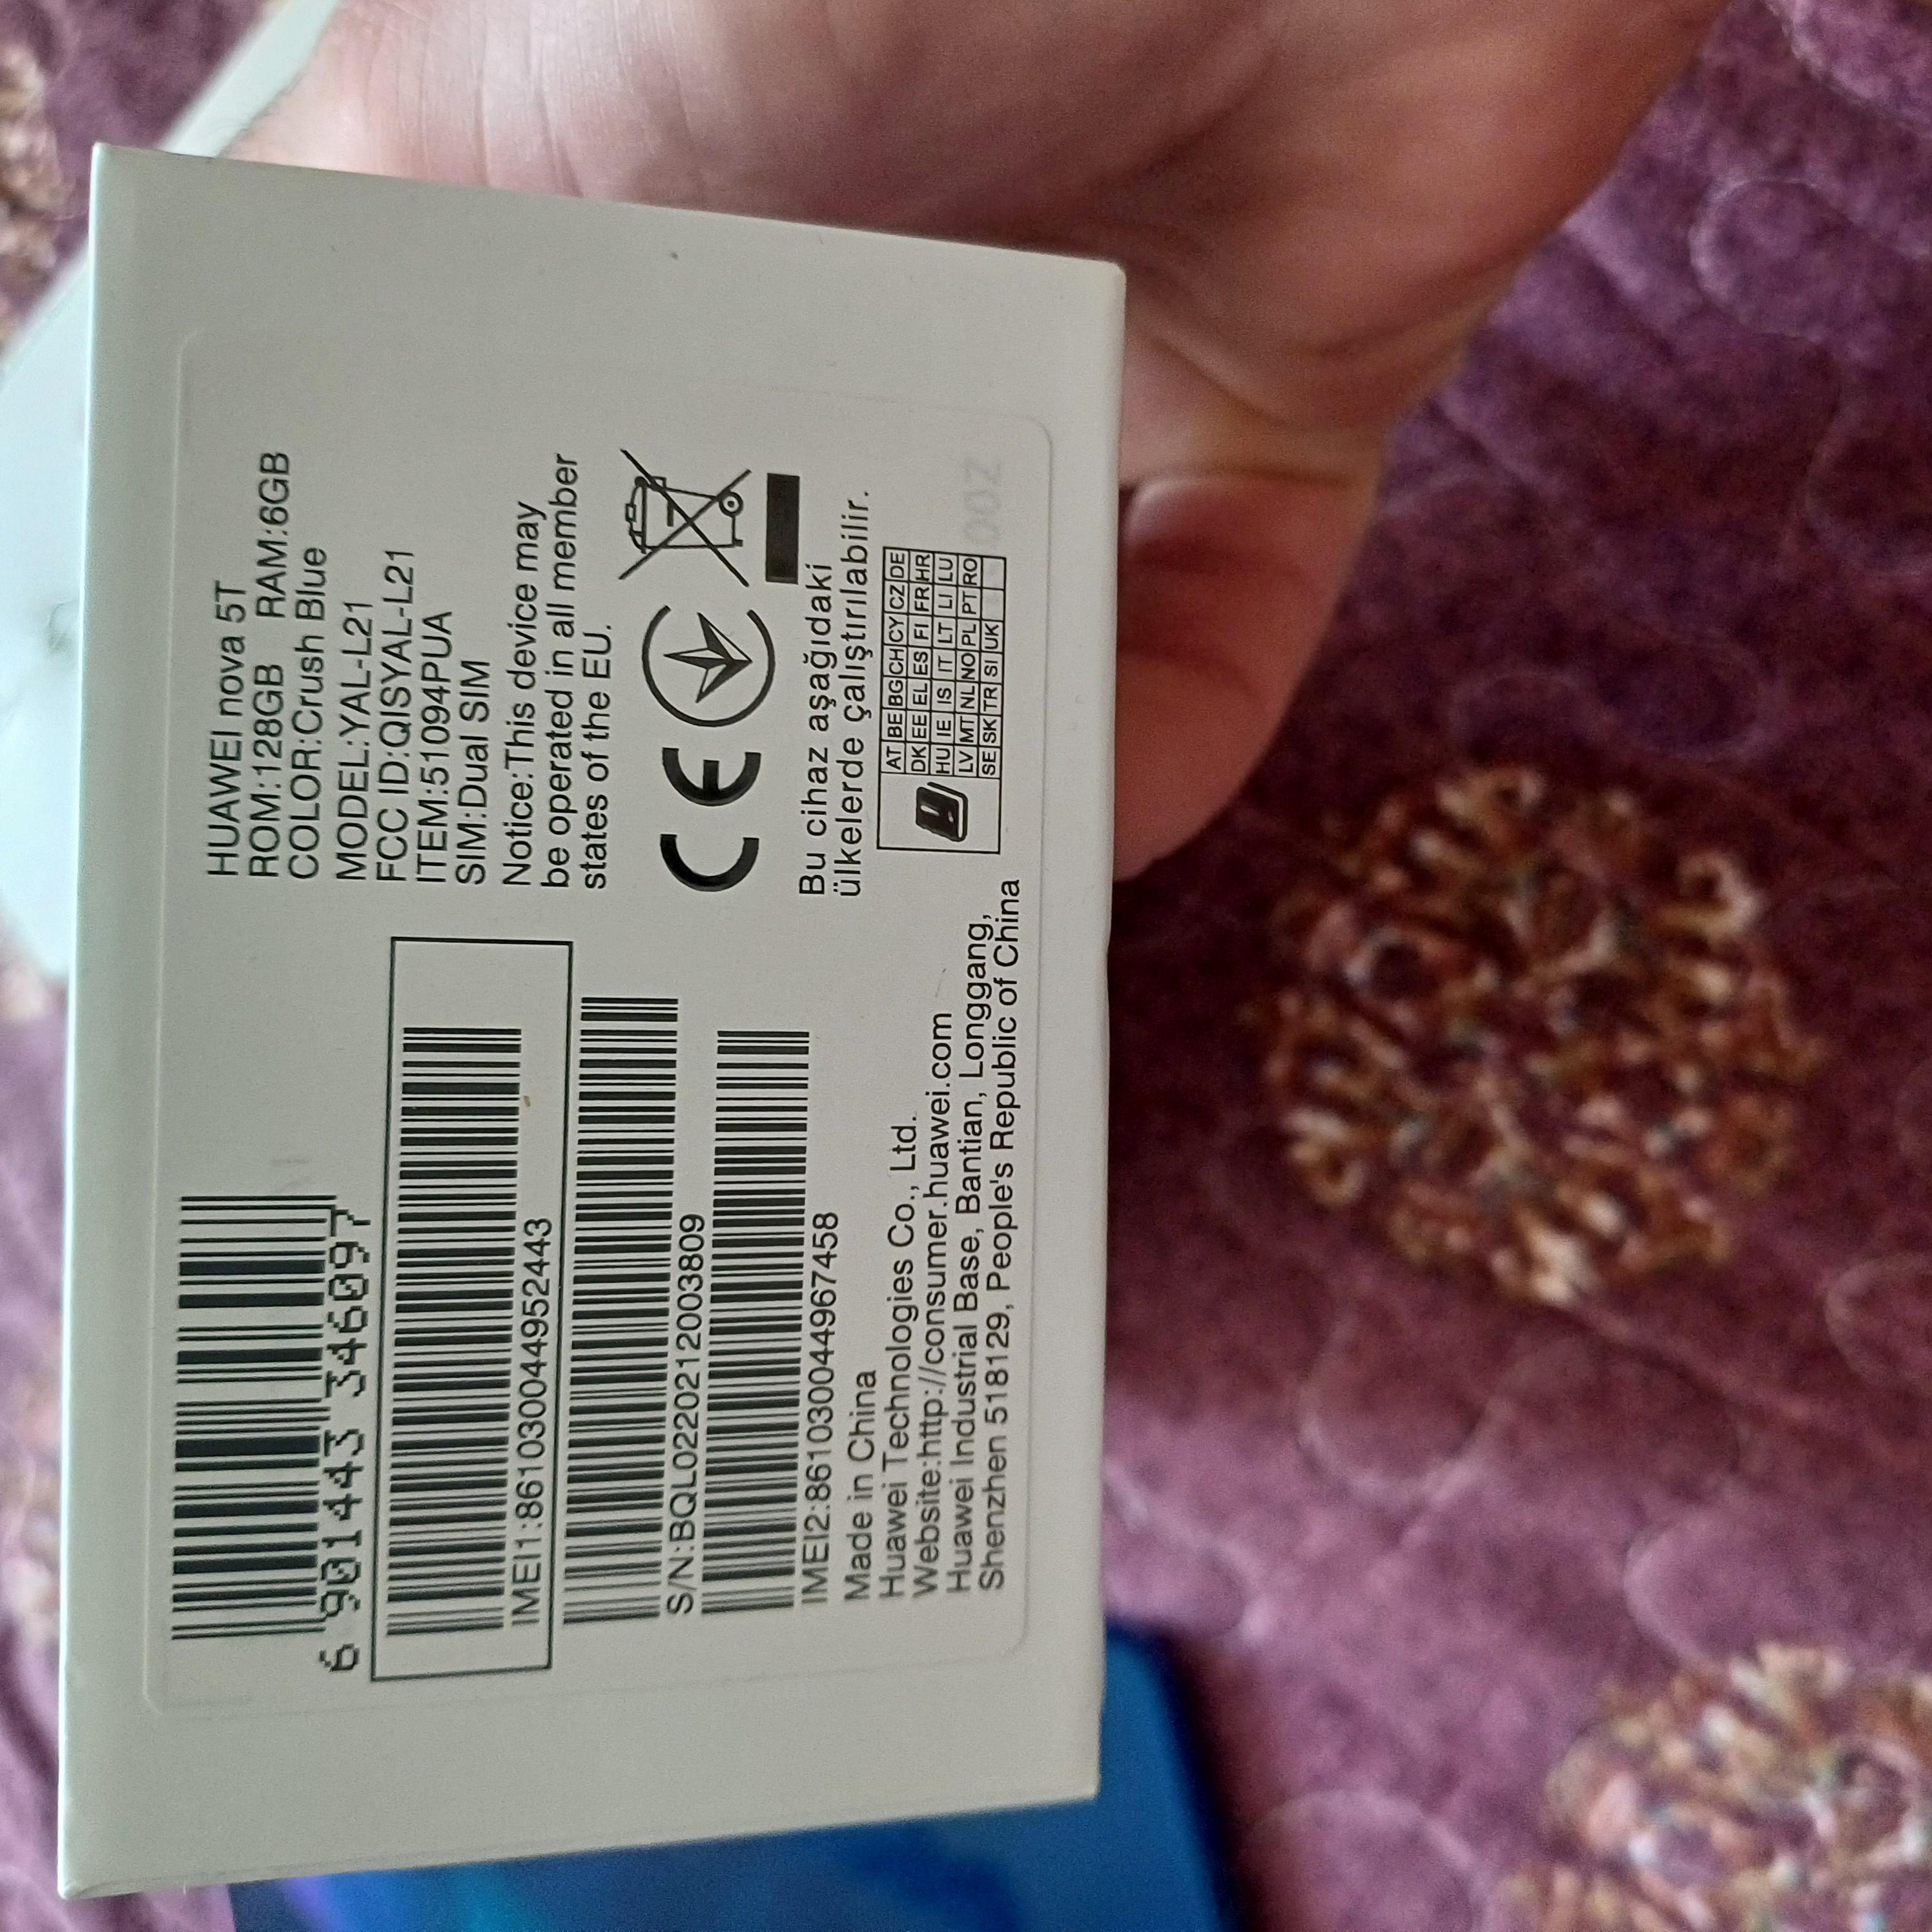 HUAWEI nova 5T
ROM:128GB RAM:6GB
COLOR:Crush Blue
MODEL:YAL-L21
FCC ID:QISYAL-L21
ITEM:51094PUA
SIM:Dual SIM
Notice:This device may
be operated in all member
states of the EU.
CE
Bu cihaz aşağıdaki
ülkelerde çalıştırılabilir.
AT BE BG CH CY CZ DE
DK EE EL ES FI FR HR
HU IE IS IT LT LI LU
LV MT NL NO PL PT RO
SE SK TR SI UK
6 901443 346097
IMEI1:861030044952443
S/N:BQL0220212003809
IMEI2:861030044967458
Made in China
Huawei Technologies Co., Ltd.
Website:http://consumer.huawei.com
Huawei Industrial Base, Bantian, Longgang,
Shenzhen 518129, People's Republic of China